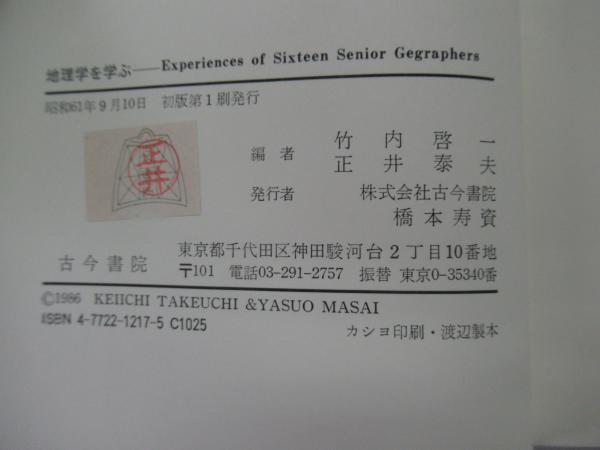 地理学を学ぶ——Experiences of Sixteen Senior Gegraphers
昭和61年9月10日 初版第1刷発行
正井
編者 竹内啓一
正井泰夫
発行者 株式会社古今書院
橋本寿資
古今書院 東京都千代田区神田駿河台2丁目10番地
〒101 電話03-291-2757 振替 東京0-35340番
©1986 KEIICHI TAKEUCHI &YASUO MASAI
ISBN 4-7722-1217-5 C1025
カシヨ印刷・渡辺製本